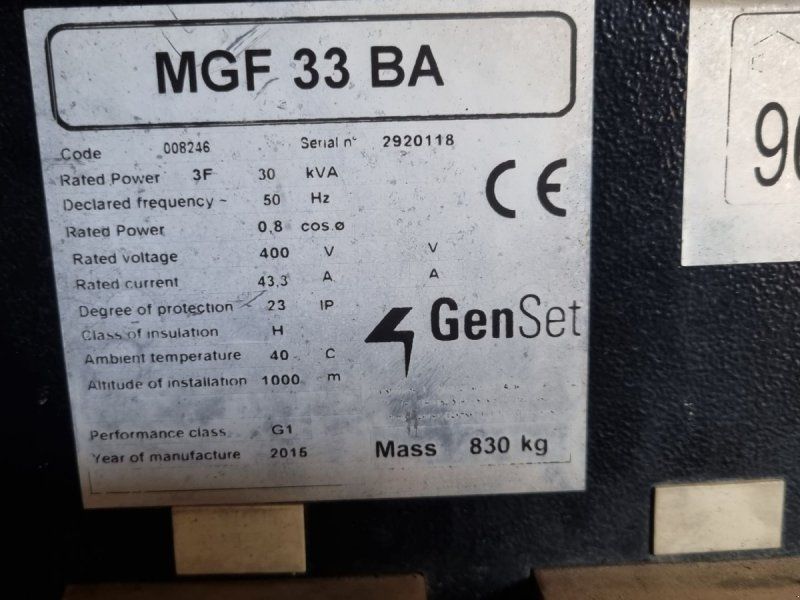 MGF 33 BA
Code 008246 Serial n° 2920118
Rated Power 3F 30 kVA
Declared frequency ~ 50 Hz
Rated Power 0,8 cos.ø
Rated voltage 400 V V
Rated current 43,3 A A
Degree of protection 23 IP
Class of insulation H
Ambient temperature 40 C
Altitude of installation 1000 m
Performance class G1
Year of manufacture 2015
CE
GenSet
Mass 830 kg